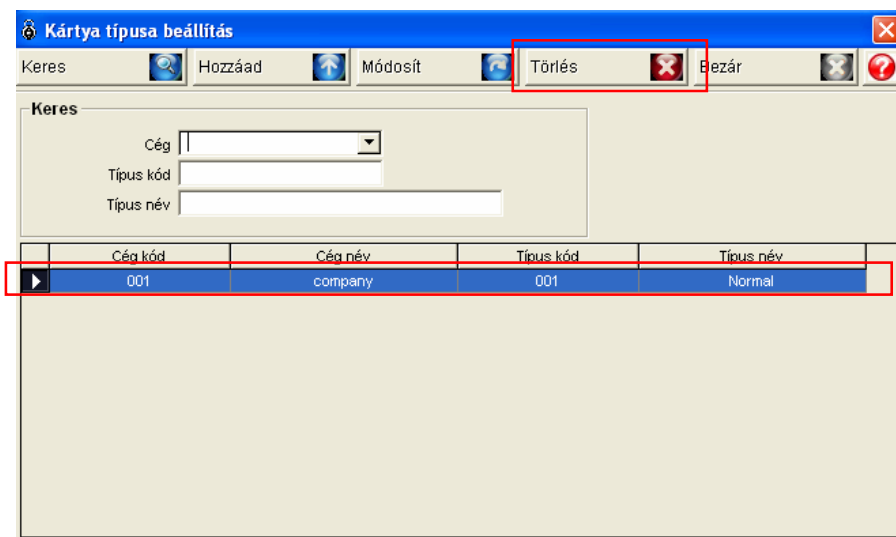 Kártya típusa beállítás
Keres Hozzáad Módosít Törlés Bezár ?
Keres
Cég
Típus kód
Típus név
Cég kód Cég név Típus kód Típus név
001 company 001 Normal